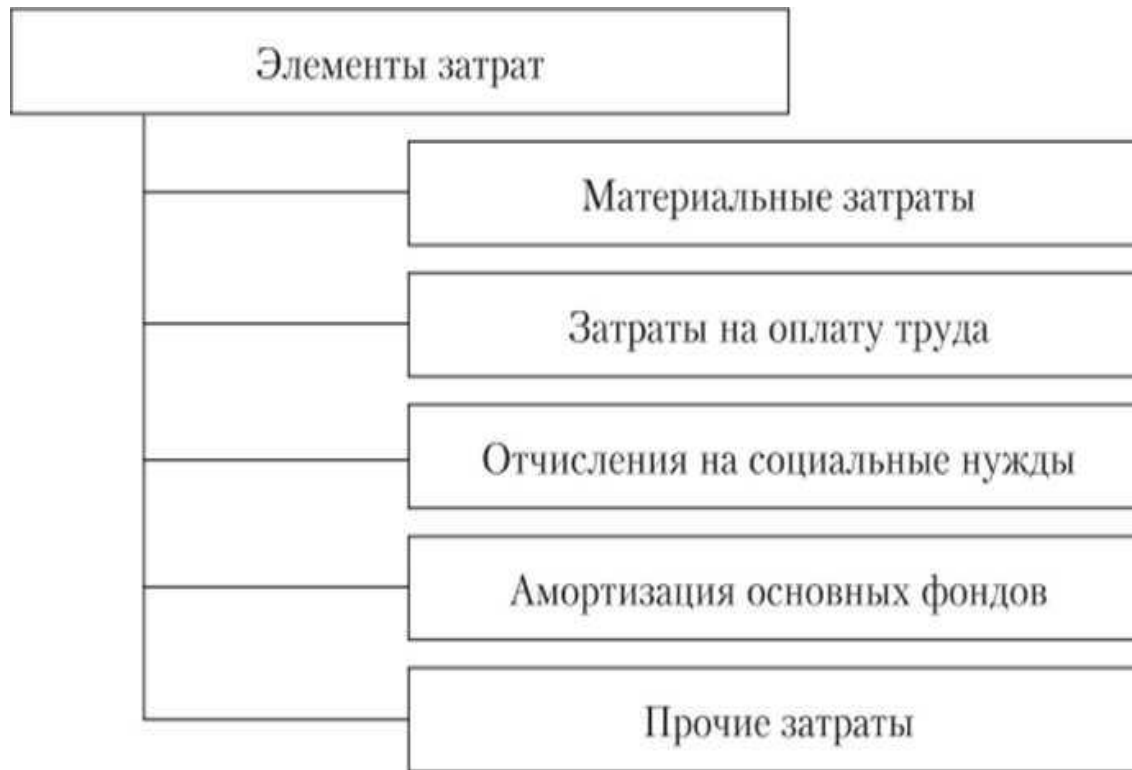 Элементы затрат
Материальные затраты
Затраты на оплату труда
Отчисления на социальные нужды
Амортизация основных фондов
Прочие затраты